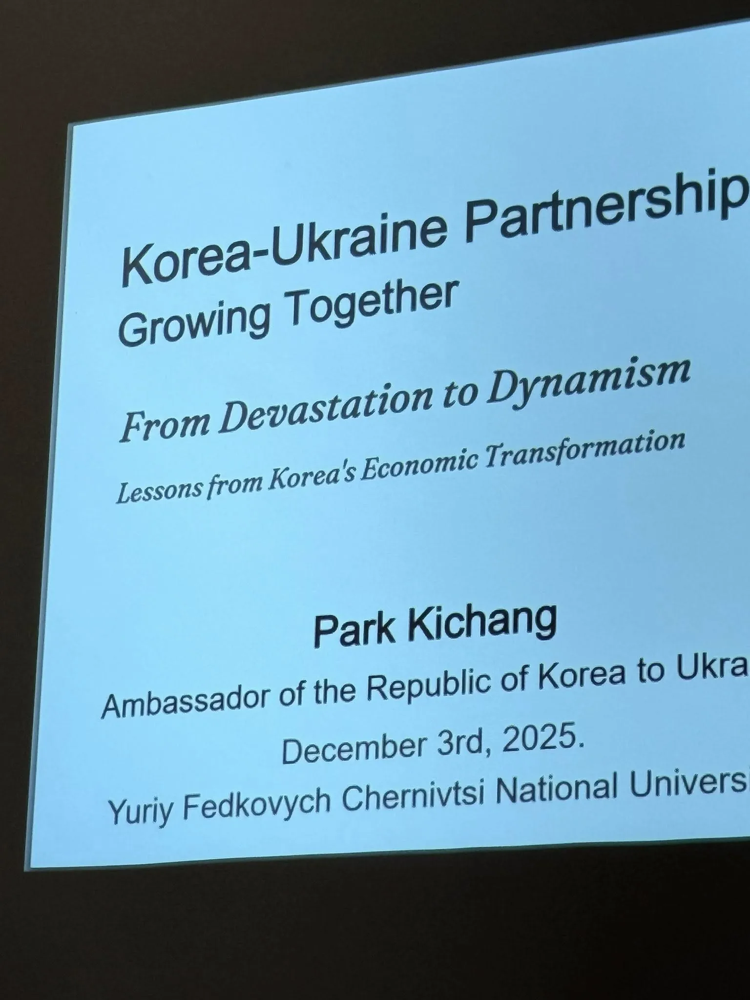 Korea-Ukraine Partnership
Growing Together
From Devastation to Dynamism
Lessons from Korea's Economic Transformation
Park Kichang
Ambassador of the Republic of Korea to Ukra
December 3rd, 2025.
Yuriy Fedkovych Chernivtsi National Universi